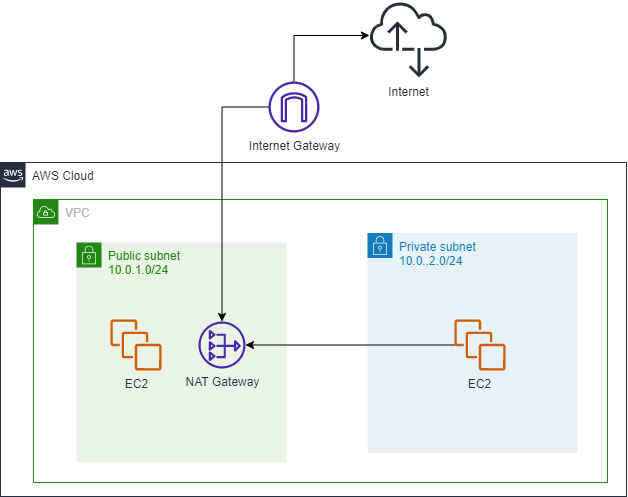 Internet
Internet Gateway
aws
AWS Cloud
VPC
Public subnet
10.0.1.0/24
Private subnet
10.0..2.0/24
EC2
NAT Gateway
EC2